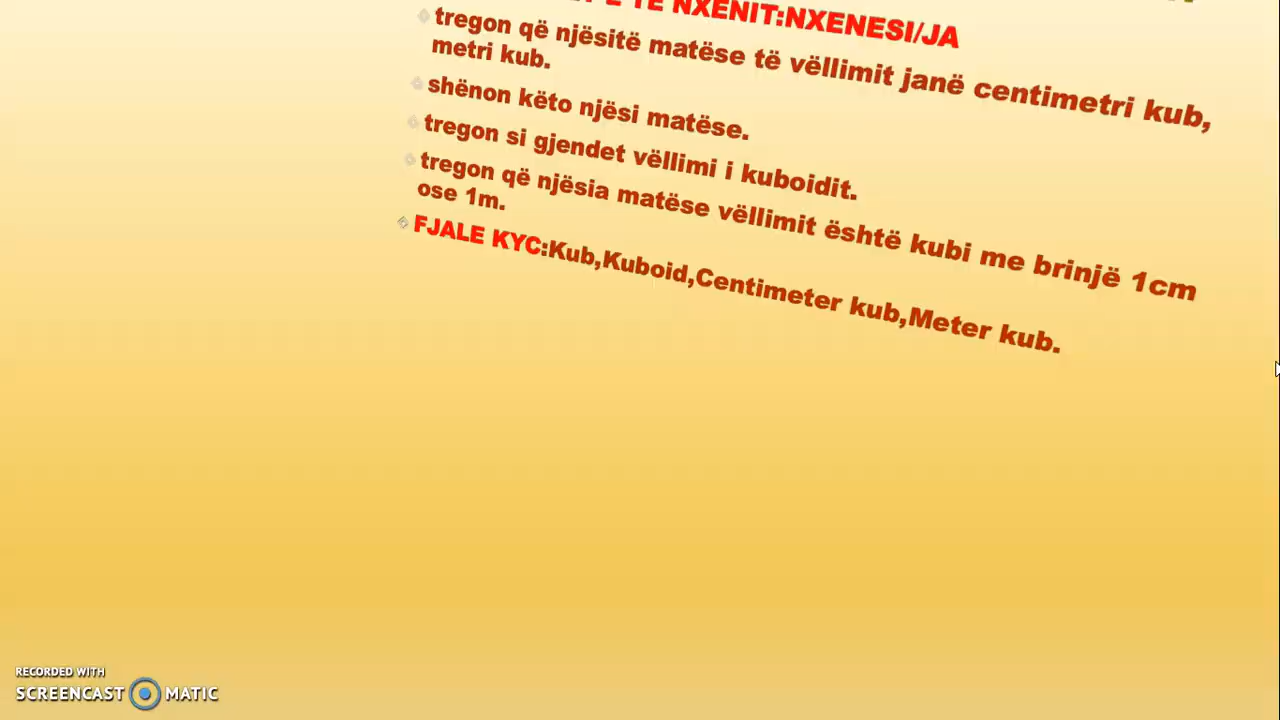 TË NXENIT:NXENESI/JA
tregon që njësitë matëse të vëllimit janë centimetri kub,
metri kub.
shënon këto njësi matëse.
tregon si gjendet vëllimi i kuboidit.
tregon që njësia matëse vëllimit është kubi me brinjë 1cm
ose 1m.
FJALE KYC:Kub,Kuboid,Centimeter kub,Meter kub.
RECORDED WITH
SCREENCAST MATIC